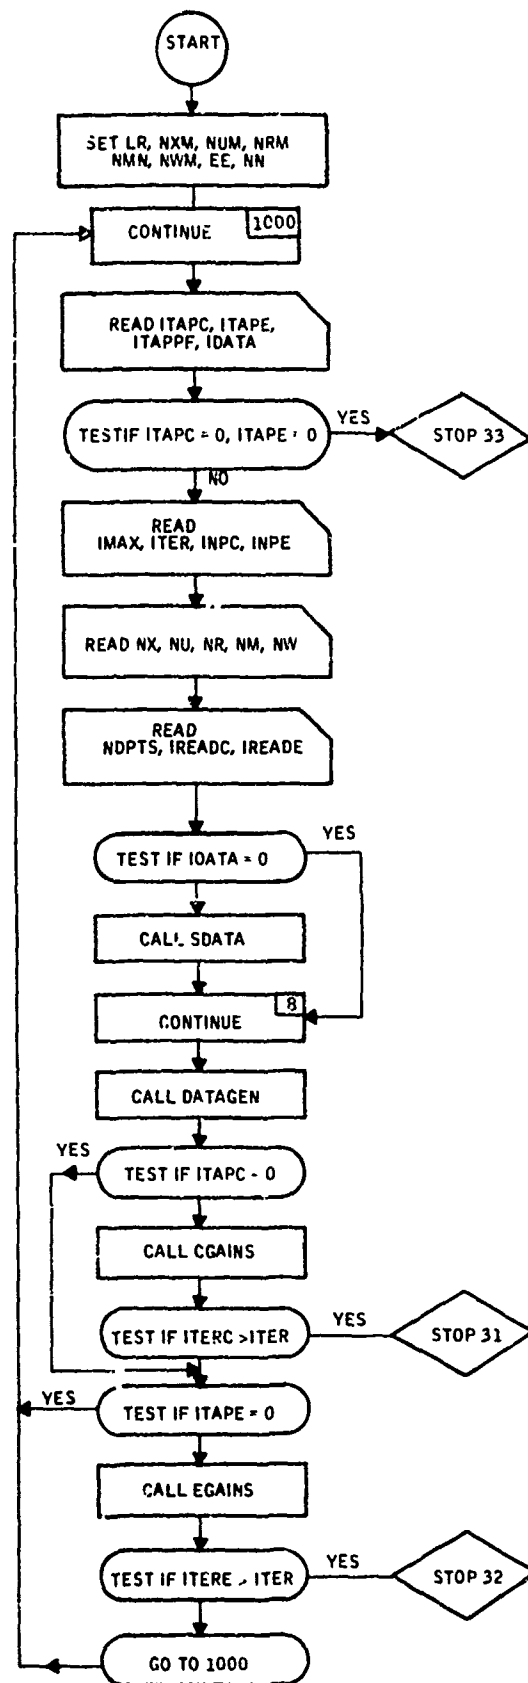 START
SET LR, NXM, NUM, NRM
NMN, NWM, EE, NN
CONTINUE
1000
READ ITAPC, ITAPE,
ITAPPF, IDATA
TESTIF ITAPC = 0, ITAPE = 0
YES
STOP 33
NO
READ
IMAX, ITER, INPC, INPE
READ NX, NU, NR, NM, NW
READ
NDPTS, IREADC, IREADE
YES
TEST IF IDATA = 0
CALL SDATA
8
CONTINUE
CALL DATAGEN
YES
TEST IF ITAPC = 0
CALL CGAINS
TEST IF ITERC >ITER
YES
STOP 31
YES
TEST IF ITAPE = 0
CALL EGAINS
TEST IF ITERE > ITER
YES
STOP 32
GO TO 1000